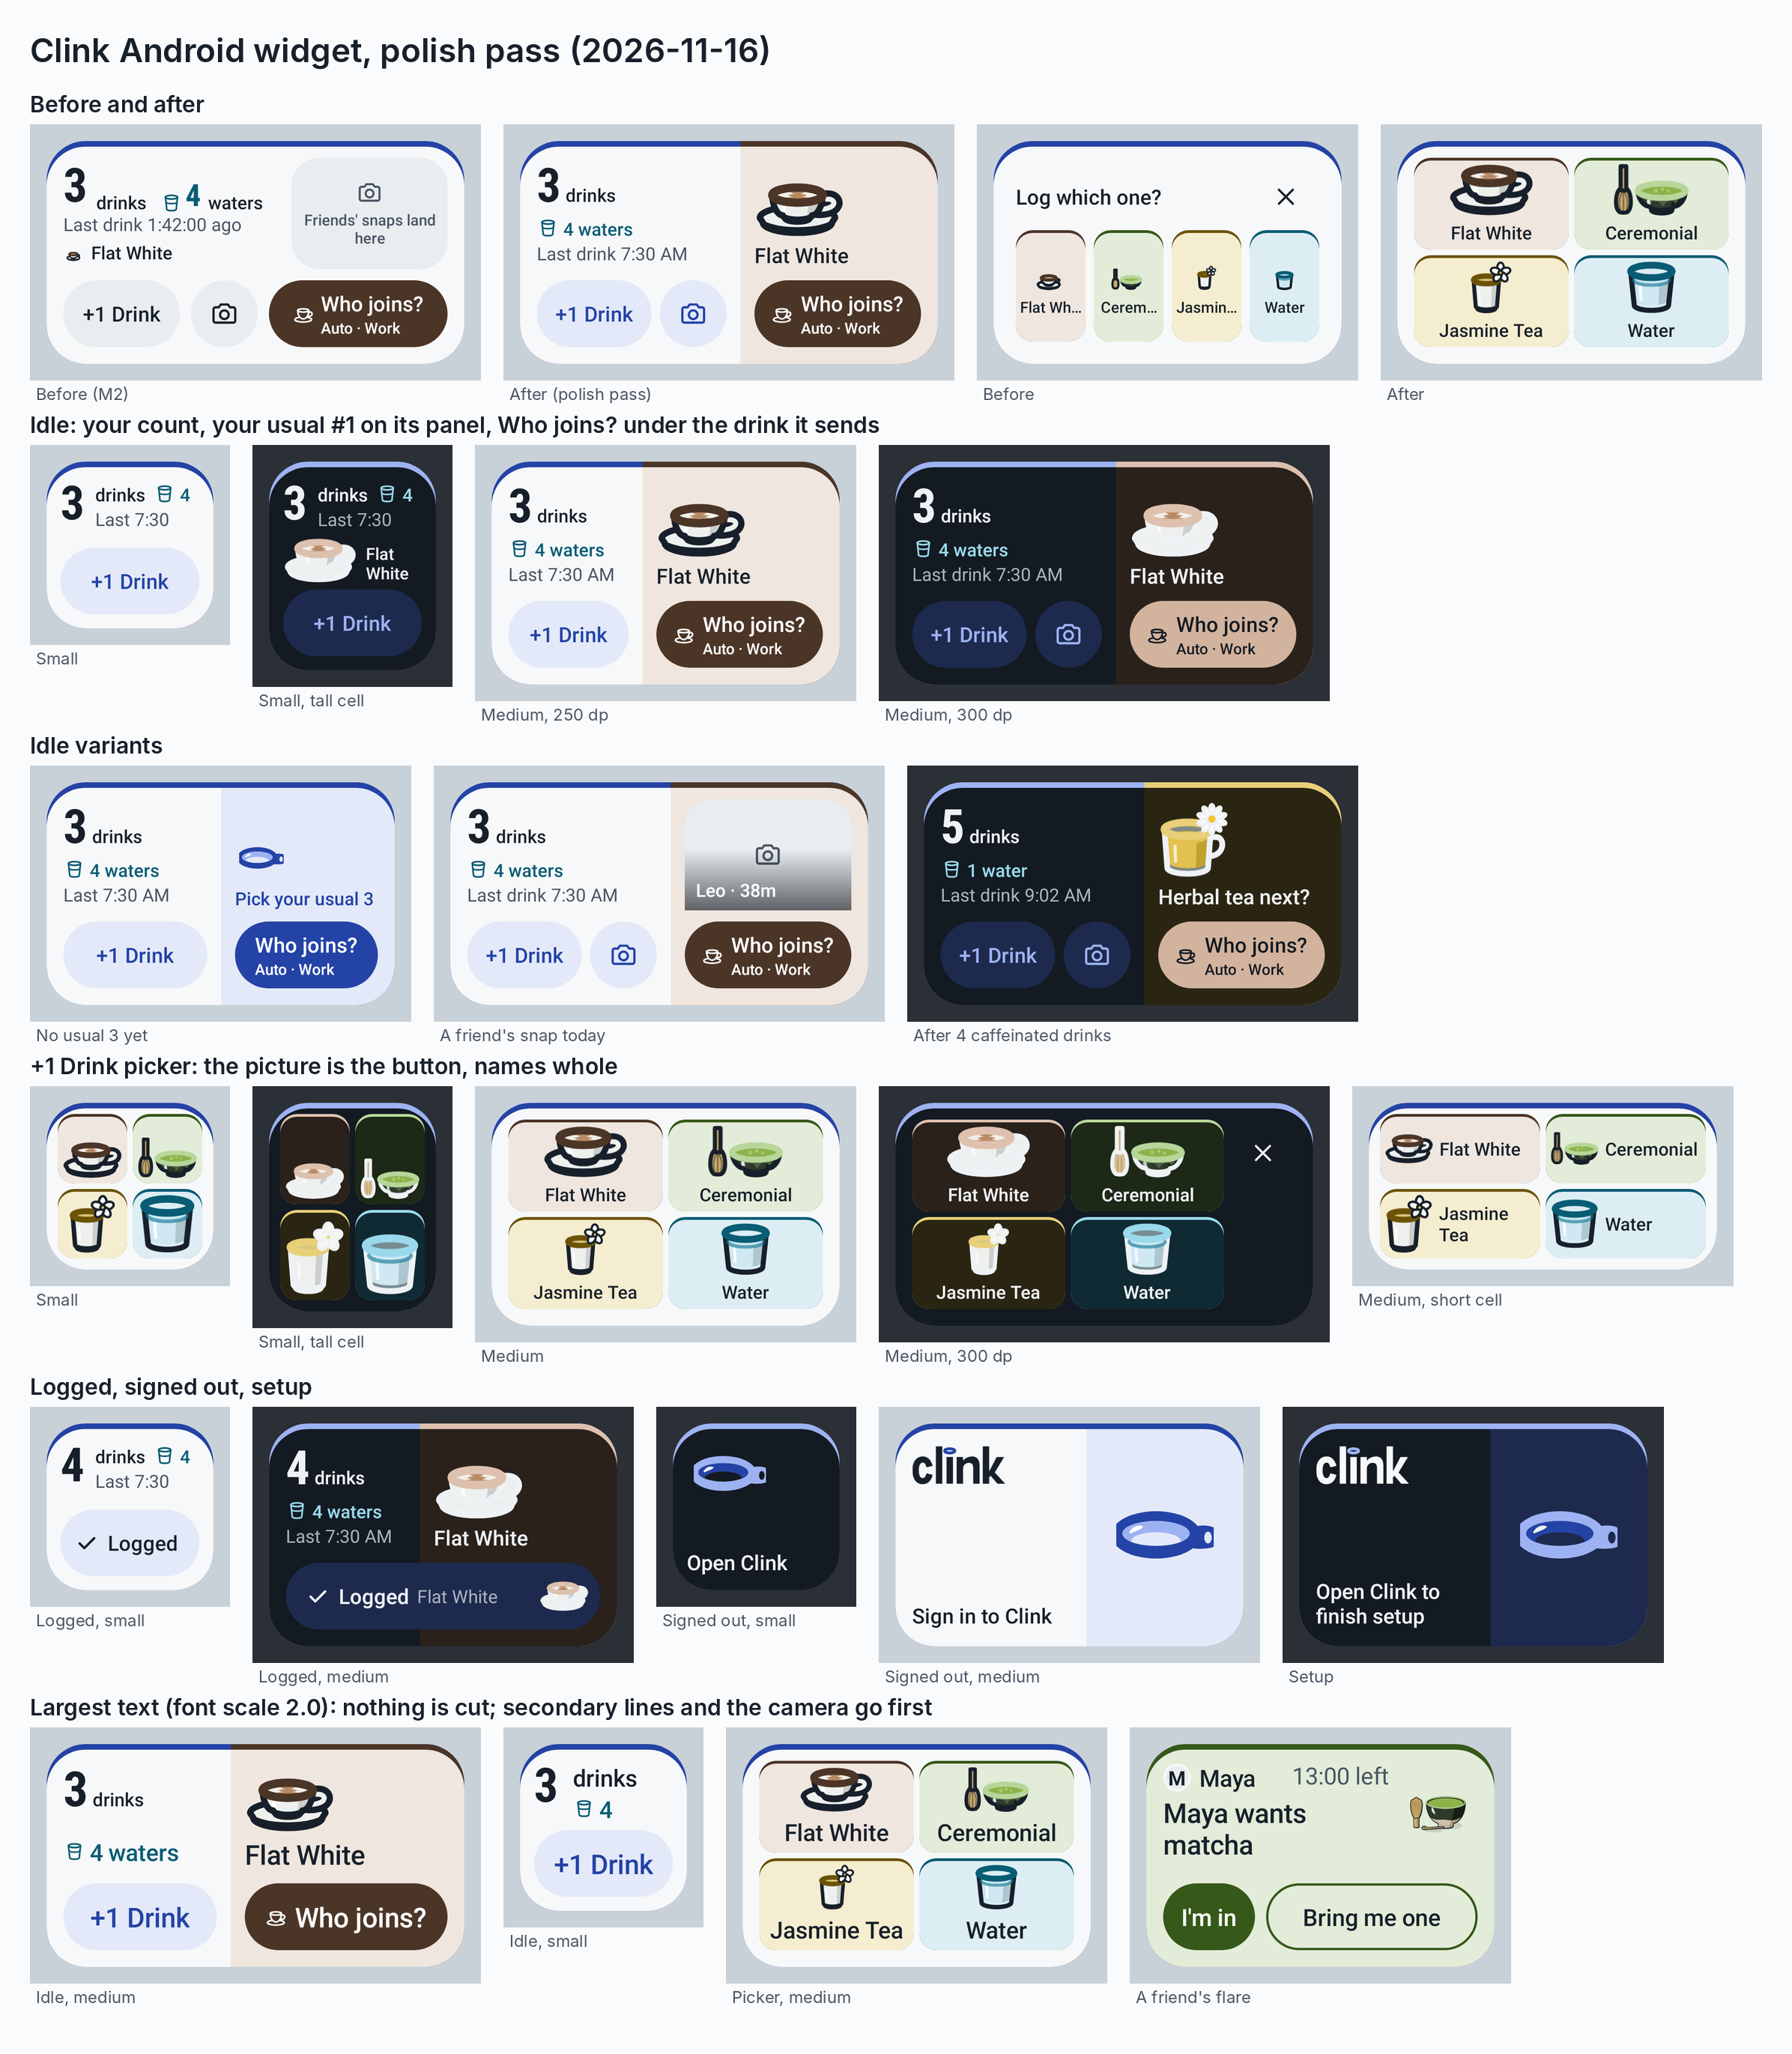 Clink Android widget, polish pass (2026-11-16)
Before and after
3 drinks 4 waters
Last drink 1:42:00 ago
Flat White
Friends' snaps land
here
+1 Drink
Who joins?
Auto · Work
Before (M2)
3 drinks
4 waters
Last drink 7:30 AM
Flat White
+1 Drink
Who joins?
Auto · Work
After (polish pass)
Log which one?
Flat Wh...
Cerem...
Jasmin...
Water
Before
Flat White
Ceremonial
Jasmine Tea
Water
After
Idle: your count, your usual #1 on its panel, Who joins? under the drink it sends
3 drinks 4
Last 7:30
+1 Drink
Small
3 drinks 4
Last 7:30
Flat
White
+1 Drink
Small, tall cell
3 drinks
4 waters
Last 7:30 AM
Flat White
+1 Drink
Who joins?
Auto · Work
Medium, 250 dp
3 drinks
4 waters
Last drink 7:30 AM
Flat White
+1 Drink
Who joins?
Auto · Work
Medium, 300 dp
Idle variants
3 drinks
4 waters
Last 7:30 AM
Pick your usual 3
+1 Drink
Who joins?
Auto · Work
No usual 3 yet
3 drinks
4 waters
Last drink 7:30 AM
Leo · 38m
+1 Drink
Who joins?
Auto · Work
A friend's snap today
5 drinks
1 water
Last drink 9:02 AM
Herbal tea next?
+1 Drink
Who joins?
Auto · Work
After 4 caffeinated drinks
+1 Drink picker: the picture is the button, names whole
Small
Small, tall cell
Flat White
Ceremonial
Jasmine Tea
Water
Medium
Flat White
Ceremonial
Jasmine Tea
Water
Medium, 300 dp
Flat White
Ceremonial
Jasmine
Tea
Water
Medium, short cell
Logged, signed out, setup
4 drinks 4
Last 7:30
Logged
Logged, small
4 drinks
4 waters
Last 7:30 AM
Flat White
Logged Flat White
Logged, medium
Open Clink
Signed out, small
clink
Sign in to Clink
Signed out, medium
clink
Open Clink to
finish setup
Setup
Largest text (font scale 2.0): nothing is cut; secondary lines and the camera go first
3 drinks
4 waters
Flat White
+1 Drink
Who joins?
Idle, medium
3 drinks
4
+1 Drink
Idle, small
Flat White
Ceremonial
Jasmine Tea
Water
Picker, medium
M Maya 13:00 left
Maya wants
matcha
I'm in
Bring me one
A friend's flare